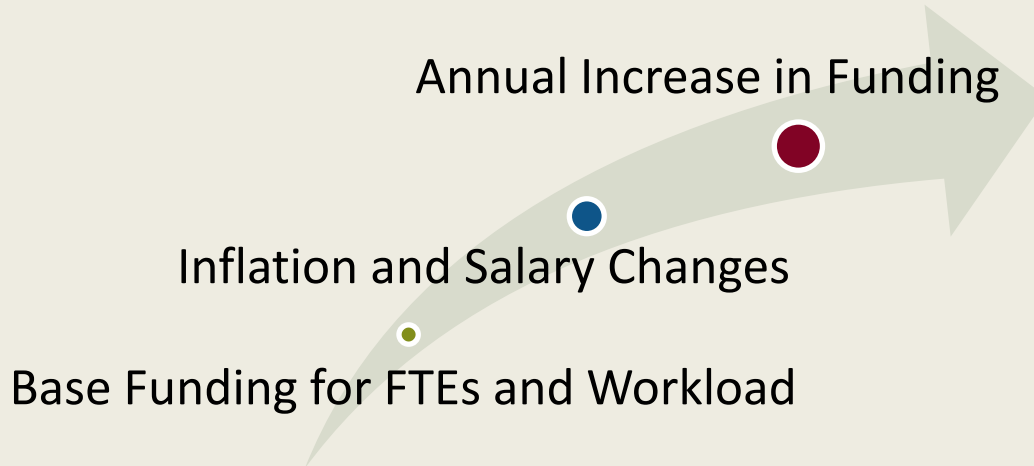 Annual Increase in Funding
Inflation and Salary Changes
Base Funding for FTEs and Workload